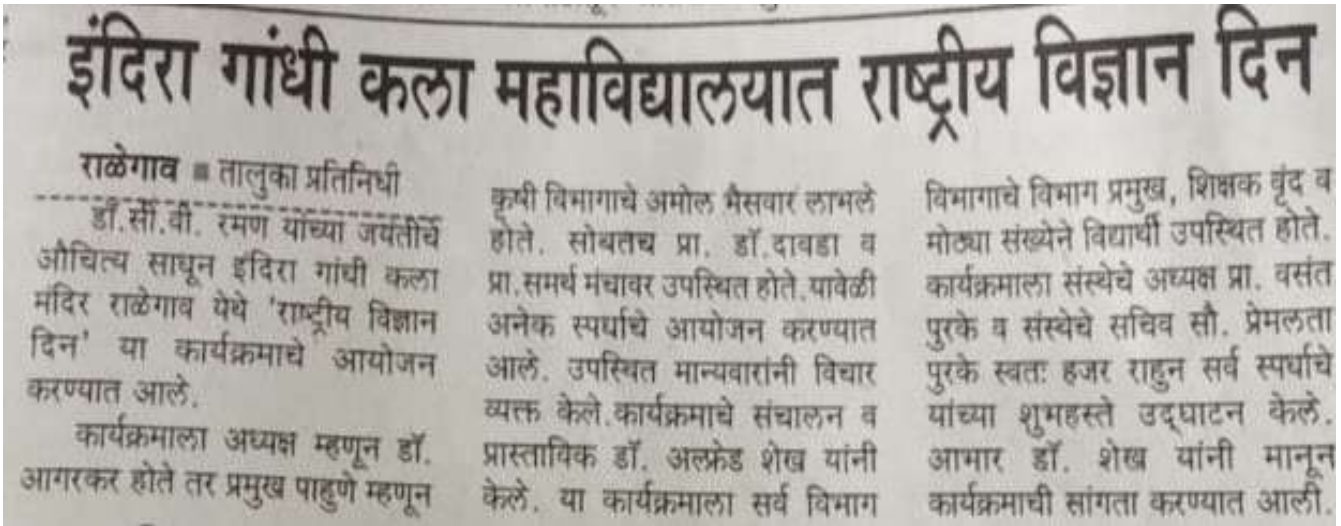 इंदिरा गांधी कला महाविद्यालयात राष्ट्रीय विज्ञान दिन
राळेगाव ■ तालुका प्रतिनिधी
डॉ.सी.वी. रमण यांच्या जयंतीचे
औचित्य साधून इंदिरा गांधी कला
मंदिर राळेगाव येथे 'राष्ट्रीय विज्ञान
दिन' या कार्यक्रमाचे आयोजन
करण्यात आले.
कार्यक्रमाला अध्यक्ष म्हणून डॉ.
आगरकर होते तर प्रमुख पाहुणे म्हणून
कृषी विभागाचे अमोल भैसवार लाभले
होते. सोबतच प्रा. डॉ.दावडा व
प्रा.समर्थ मंचावर उपस्थित होते.यावेळी
अनेक स्पर्धाचे आयोजन करण्यात
आले. उपस्थित मान्यवारांनी विचार
व्यक्त केले.कार्यक्रमाचे संचालन व
प्रास्ताविक डॉ. अल्फ्रेड शेख यांनी
केले. या कार्यक्रमाला सर्व विभाग
विभागाचे विभाग प्रमुख, शिक्षक वृंद व
मोठ्या संख्येने विद्यार्थी उपस्थित होते.
कार्यक्रमाला संस्थेचे अध्यक्ष प्रा. वसंत
पुरके व संस्थेचे सचिव सौ. प्रेमलता
पुरके स्वतः हजर राहुन सर्व स्पर्धाचे
यांच्या शुभहस्ते उद्घाटन केले.
आभार डॉ. शेख यांनी मानून
कार्यक्रमाची सांगता करण्यात आली.